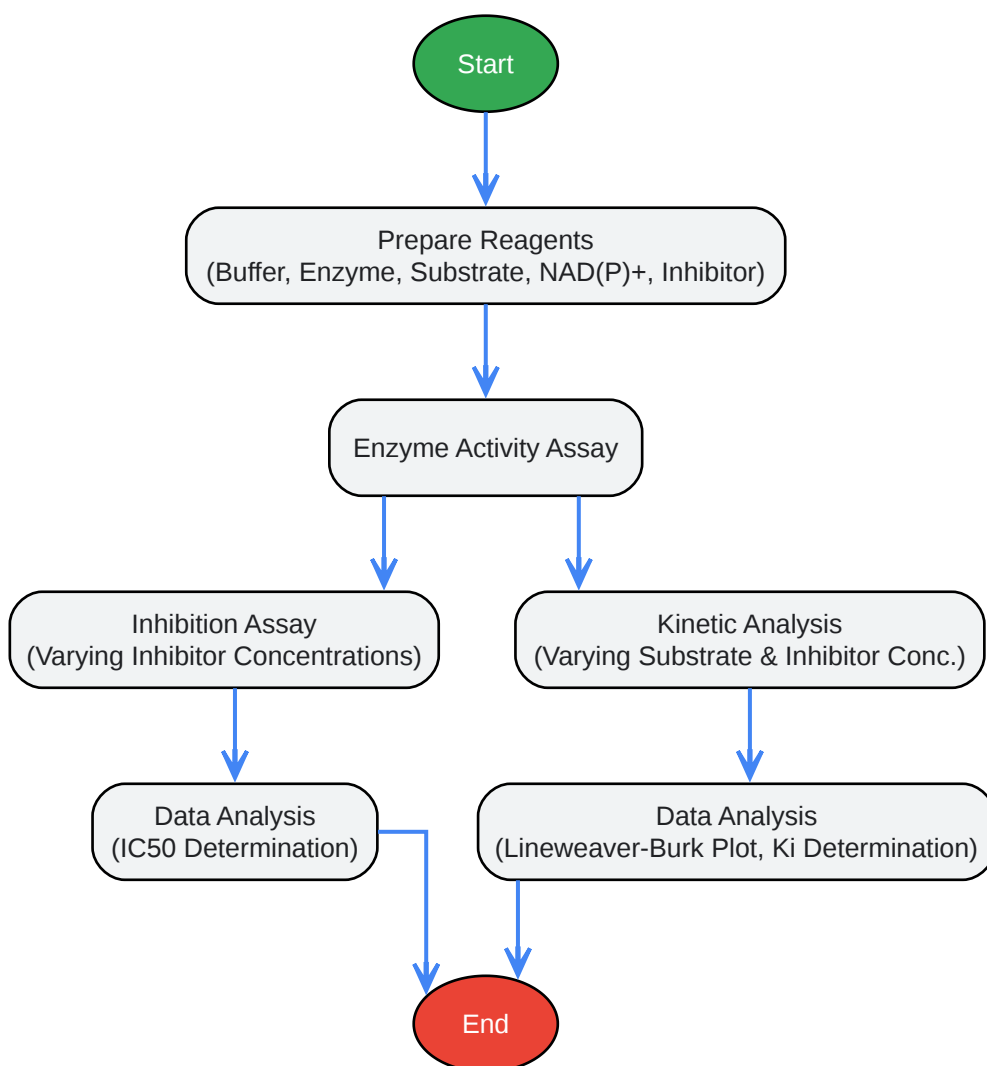 Start
Prepare Reagents
(Buffer, Enzyme, Substrate, NAD(P)+, Inhibitor)
Enzyme Activity Assay
Inhibition Assay
(Varying Inhibitor Concentrations)
Kinetic Analysis
(Varying Substrate & Inhibitor Conc.)
Data Analysis
(IC50 Determination)
Data Analysis
(Lineweaver-Burk Plot, Ki Determination)
End